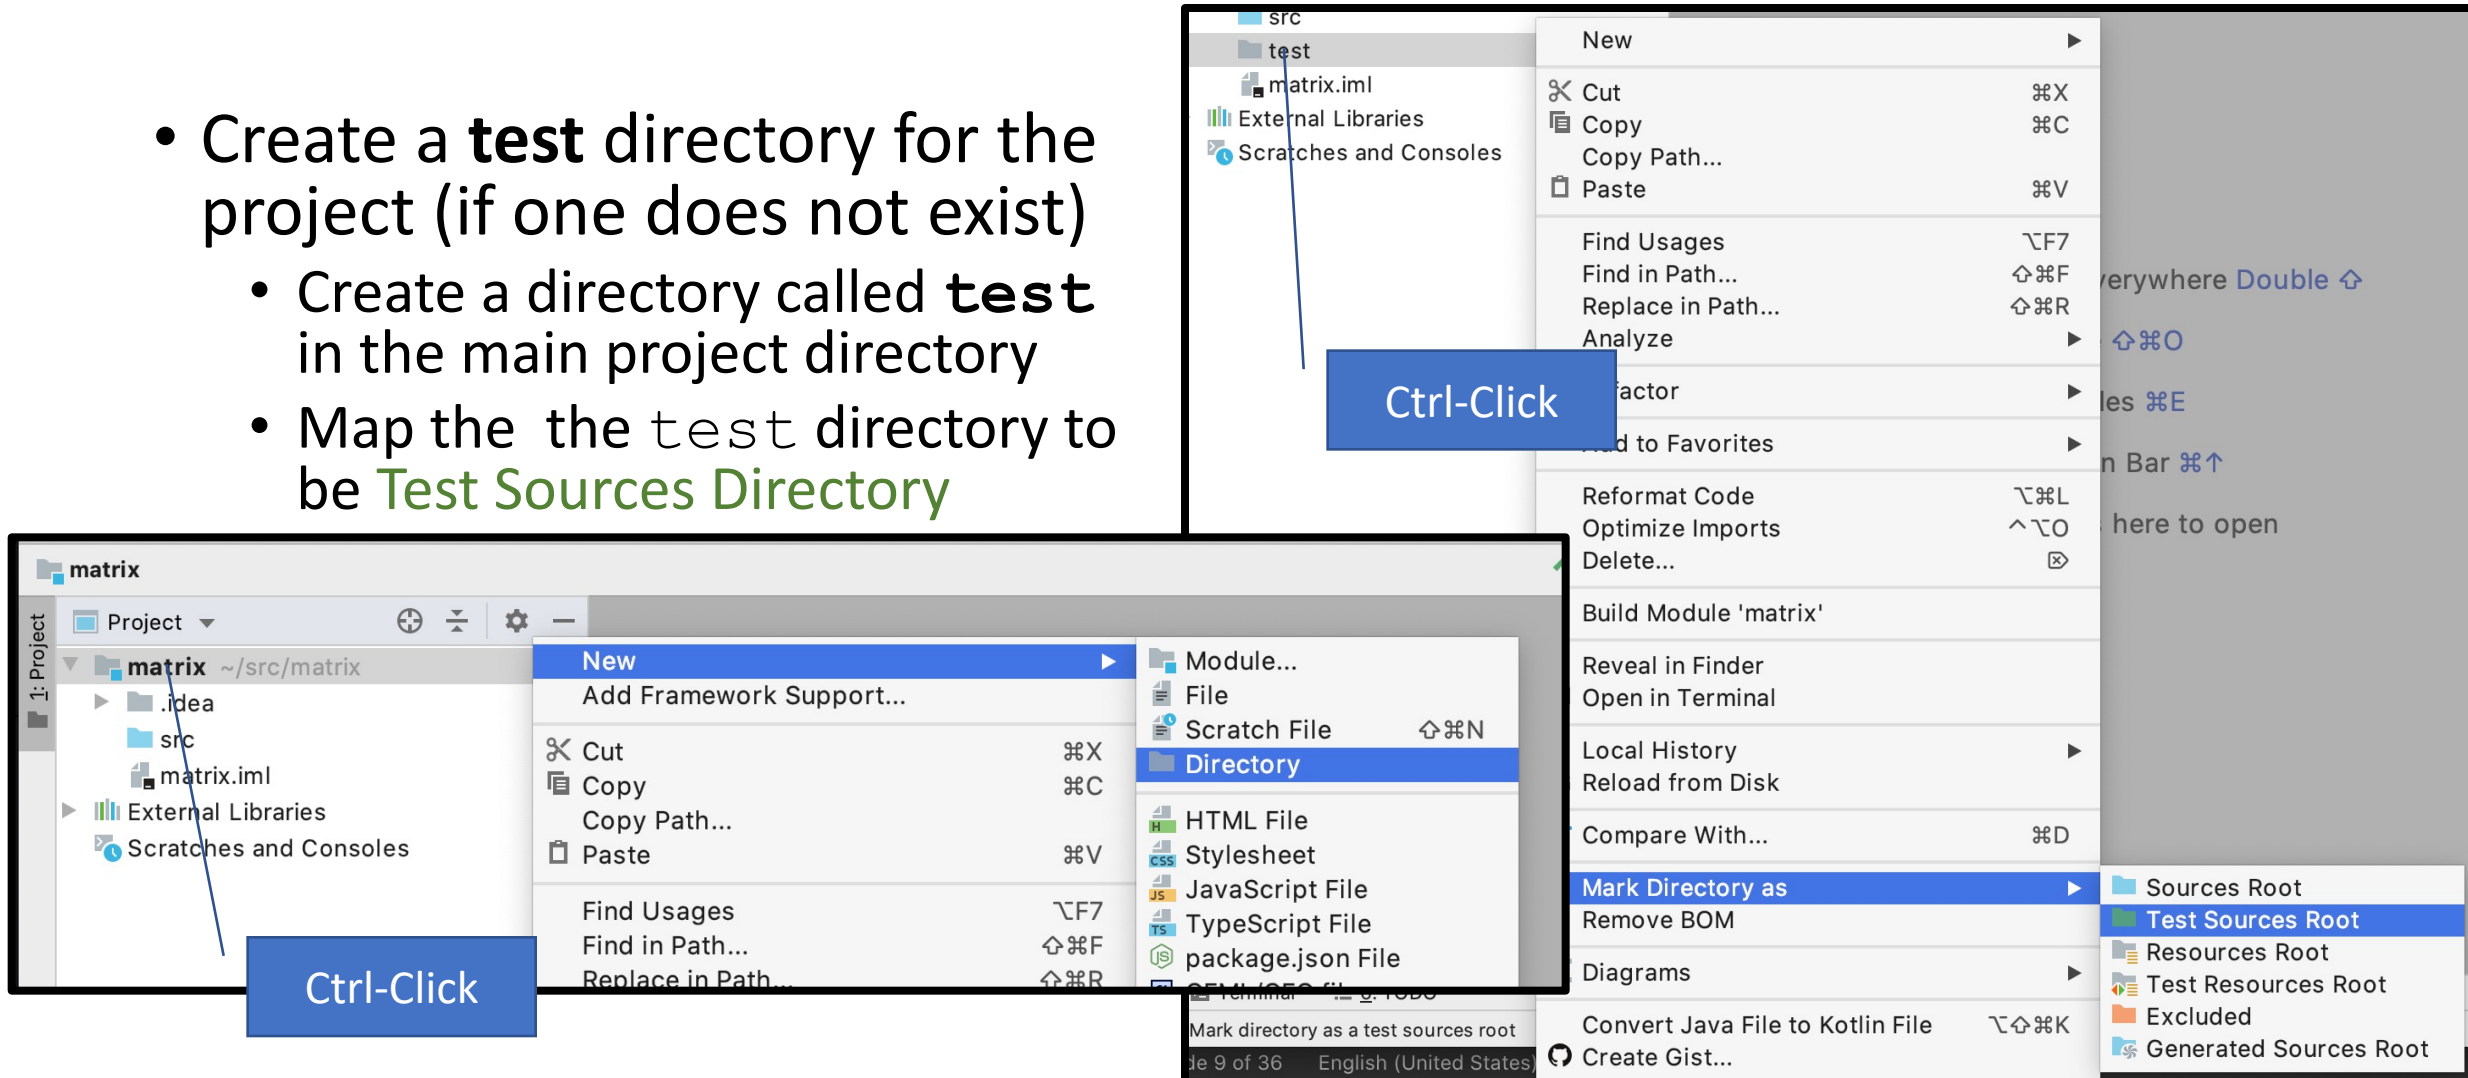 • Create a test directory for the
project (if one does not exist)
• Create a directory called test
in the main project directory
• Map the  the test directory to
be Test Sources Directory
src
test
matrix.iml
External Libraries
Scratches and Consoles
Ctrl-Click
New
Cut ⌘X
Copy ⌘C
Copy Path...
Paste ⌘V
Find Usages ⌥F7
Find in Path... ⇧⌘F
Replace in Path... ⇧⌘R
Analyze
factor
d to Favorites
Reformat Code ⌥⌘L
Optimize Imports ^⌥O
Delete... ⌦
Build Module 'matrix'
Reveal in Finder
Open in Terminal
Local History
Reload from Disk
Compare With... ⌘D
Mark Directory as
Remove BOM
Diagrams
Convert Java File to Kotlin File ⌥⇧⌘K
Create Gist...
Sources Root
Test Sources Root
Resources Root
Test Resources Root
Excluded
Generated Sources Root
verywhere Double ⇧
⇧⌘O
les ⌘E
n Bar ⌘↑
here to open
Mark directory as a test sources root
de 9 of 36 English (United States)
matrix
1: Project
Project
matrix ~/src/matrix
.idea
src
matrix.iml
External Libraries
Scratches and Consoles
Ctrl-Click
New
Add Framework Support...
Cut ⌘X
Copy ⌘C
Copy Path...
Paste ⌘V
Find Usages ⌥F7
Find in Path... ⇧⌘F
Replace in Path... ⇧⌘R
Module...
File
Scratch File ⇧⌘N
Directory
HTML File
Stylesheet
JavaScript File
TypeScript File
package.json File